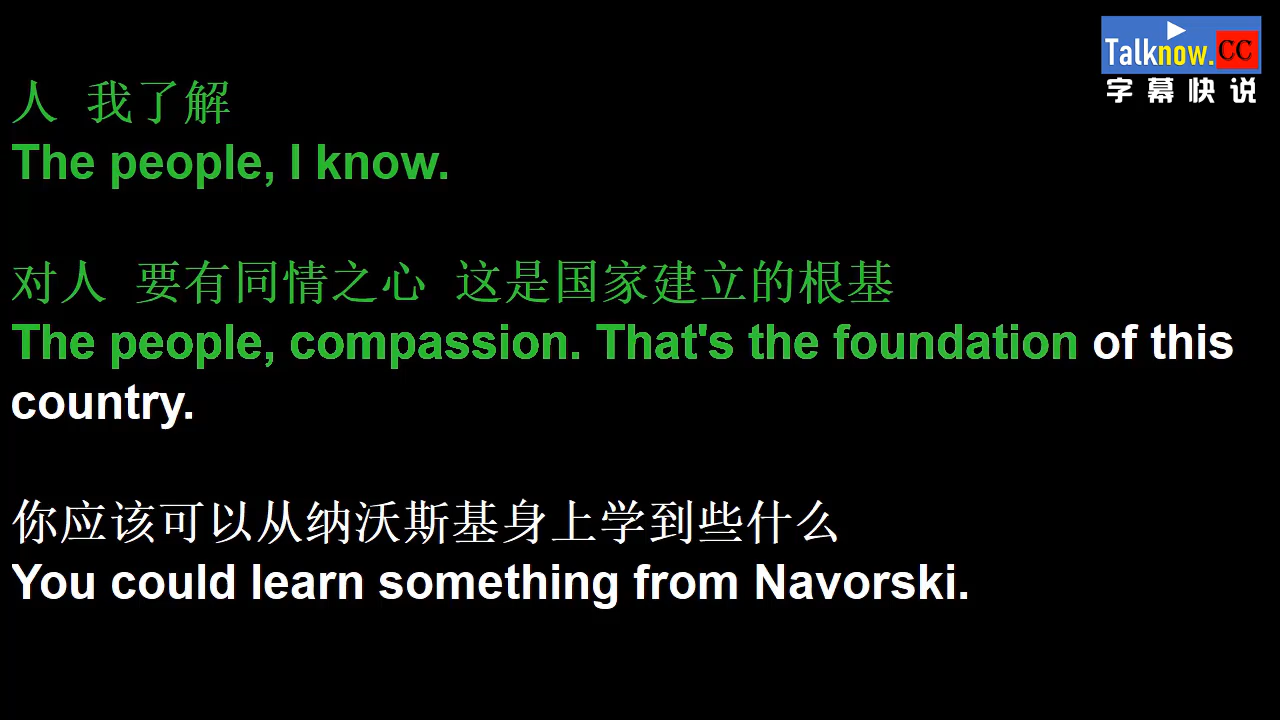 Talknow.CC
字幕快说
人 我了解
The people, I know.
对人 要有同情之心 这是国家建立的根基
The people, compassion. That's the foundation of this
country.
你应该可以从纳沃斯基身上学到些什么
You could learn something from Navorski.